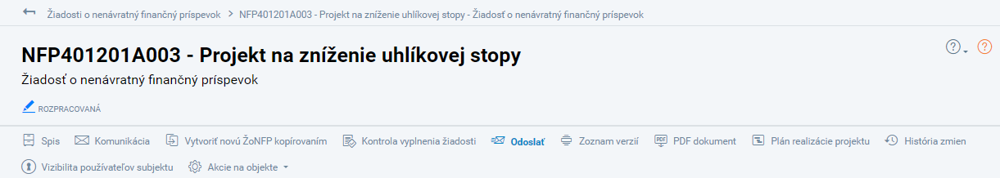 Žiadosti o nenávratný finančný príspevok > NFP401201A003 - Projekt na zníženie uhlíkovej stopy - Žiadosť o nenávratný finančný príspevok
NFP401201A003 - Projekt na zníženie uhlíkovej stopy
Žiadosť o nenávratný finančný príspevok
ROZPRACOVANÁ
Spis Komunikácia Vytvoriť novú ŽoNFP kopírovaním Kontrola vyplnenia žiadosti Odoslať Zoznam verzií PDF dokument Plán realizácie projektu História zmien
Vizibilita používateľov subjektu Akcie na objekte